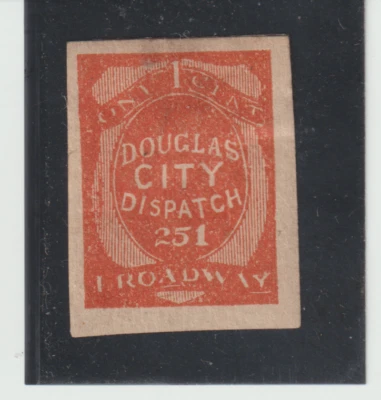 1
ONE CENT
DOUGLAS
CITY
DISPATCH
251
BROADWAY